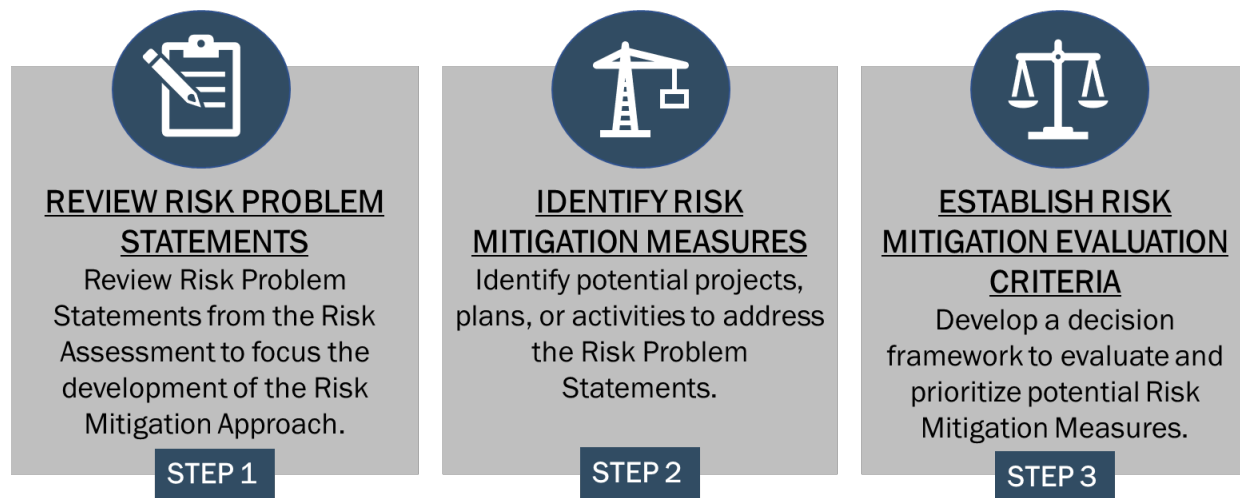 REVIEW RISK PROBLEM
STATEMENTS
Review Risk Problem
Statements from the Risk
Assessment to focus the
development of the Risk
Mitigation Approach.
STEP 1
IDENTIFY RISK
MITIGATION MEASURES
Identify potential projects,
plans, or activities to address
the Risk Problem
Statements.
STEP 2
ESTABLISH RISK
MITIGATION EVALUATION
CRITERIA
Develop a decision
framework to evaluate and
prioritize potential Risk
Mitigation Measures.
STEP 3